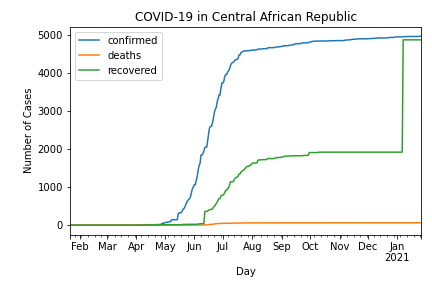 COVID-19 in Central African Republic
confirmed
deaths
recovered
Number of Cases
5000
4000
3000
2000
1000
0
Feb Mar Apr May Jun Jul Aug Sep Oct Nov Dec Jan
2021
Day